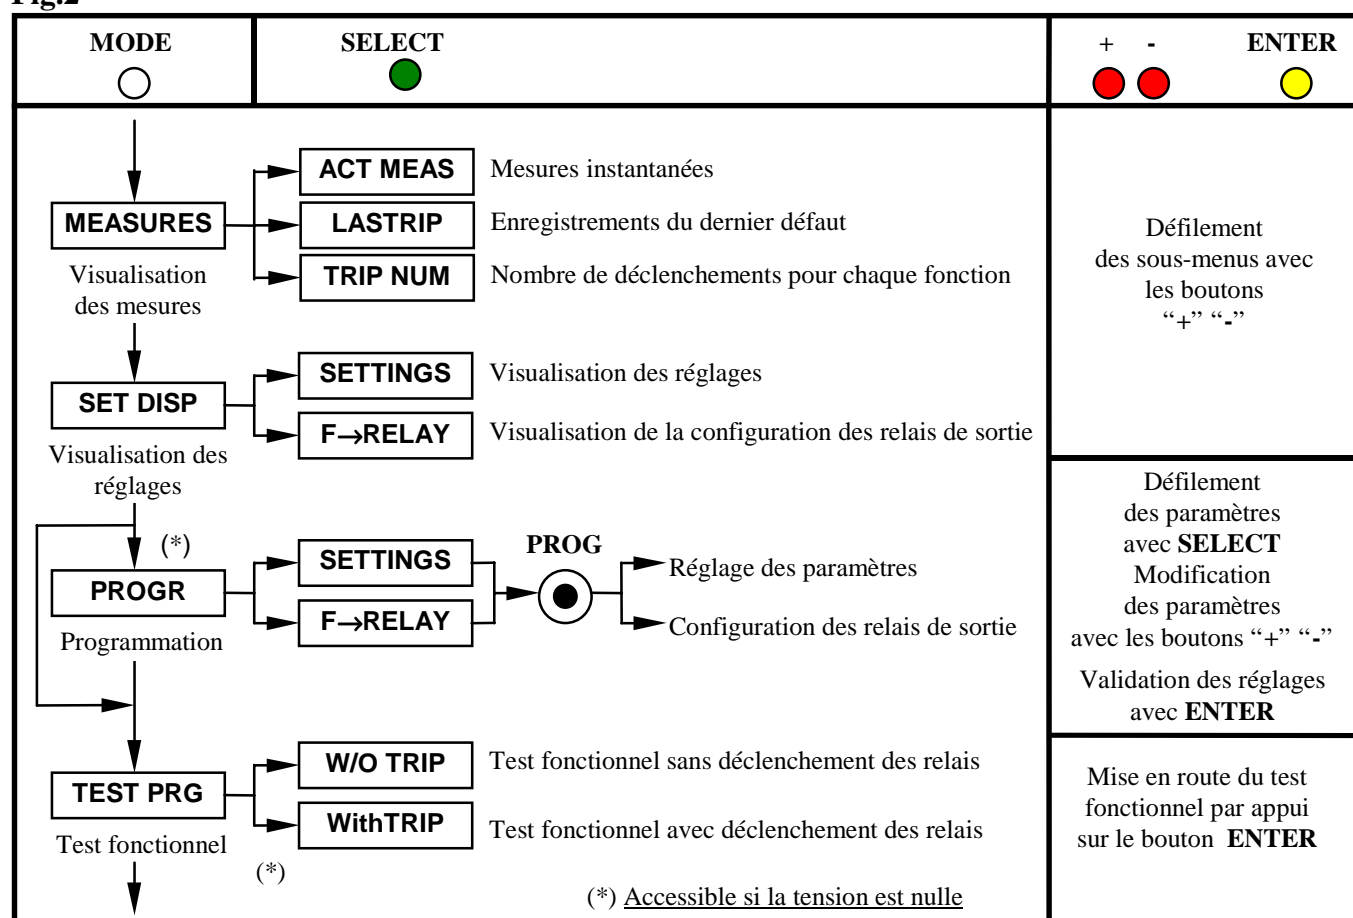 Fig.2
MODE
SELECT
+ - ENTER
ACT MEAS Mesures instantanées
MEASURES LASTRIP Enregistrements du dernier défaut
TRIP NUM Nombre de déclenchements pour chaque fonction
Visualisation
des mesures
Défilement
des sous-menus avec
les boutons
“+” “-”
SETTINGS Visualisation des réglages
SET DISP
F→RELAY Visualisation de la configuration des relais de sortie
Visualisation des
réglages
(*)
PROGR
Programmation
SETTINGS
F→RELAY
PROG
Réglage des paramètres
Configuration des relais de sortie
Défilement
des paramètres
avec SELECT
Modification
des paramètres
avec les boutons “+” “-”
Validation des réglages
avec ENTER
W/O TRIP Test fonctionnel sans déclenchement des relais
TEST PRG
WithTRIP Test fonctionnel avec déclenchement des relais
Test fonctionnel
(*)
Mise en route du test
fonctionnel par appui
sur le bouton ENTER
(*) Accessible si la tension est nulle